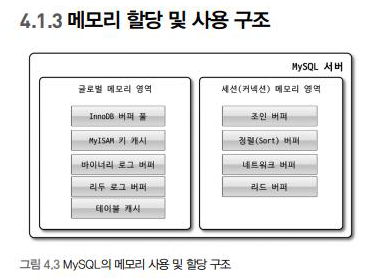 4.1.3 메모리 할당 및 사용 구조
MySQL 서버
글로벌 메모리 영역
InnoDB 버퍼 풀
MyISAM 키 캐시
바이너리 로그 버퍼
리두 로그 버퍼
테이블 캐시
세션(커넥션) 메모리 영역
조인 버퍼
정렬(Sort) 버퍼
네트워크 버퍼
리드 버퍼
그림 4.3 MySQL의 메모리 사용 및 할당 구조